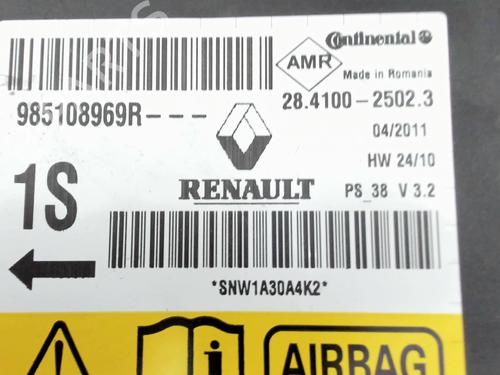 Continental
AMR
Made in Romania
985108969R---
28.4100-2502.3
04/2011
HW 24/10
1S
RENAULT
PS_38 V 3.2
*SNW1A30A4K2*
i
AIRBAG